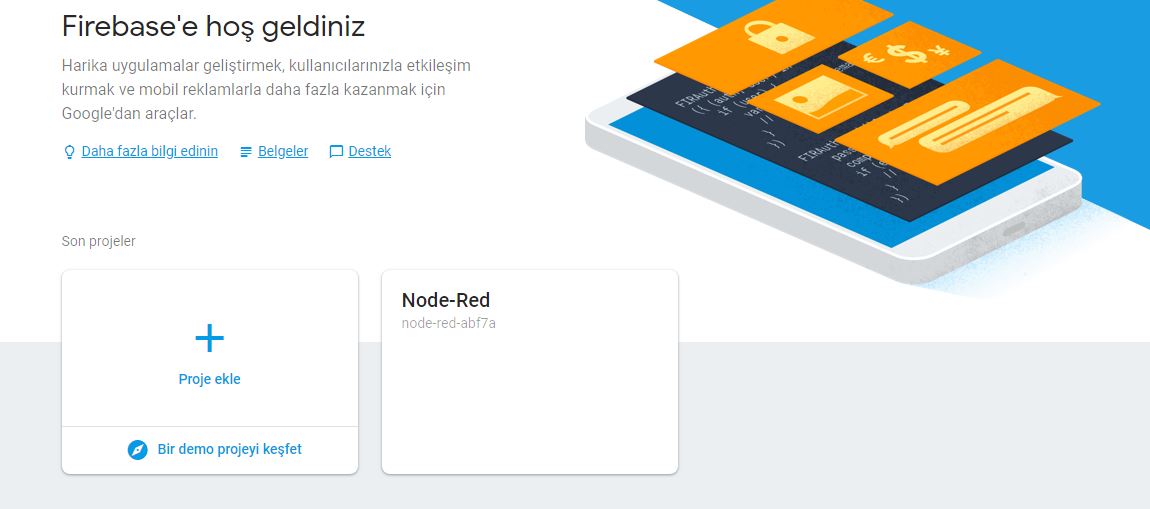 Firebase'e hoş geldiniz
Harika uygulamalar geliştirmek, kullanıcılarınızla etkileşim
kurmak ve mobil reklamlarla daha fazla kazanmak için
Google'dan araçlar.
Daha fazla bilgi edinin Belgeler Destek
Son projeler
Node-Red
node-red-abf7a
Proje ekle
Bir demo projeyi keşfet